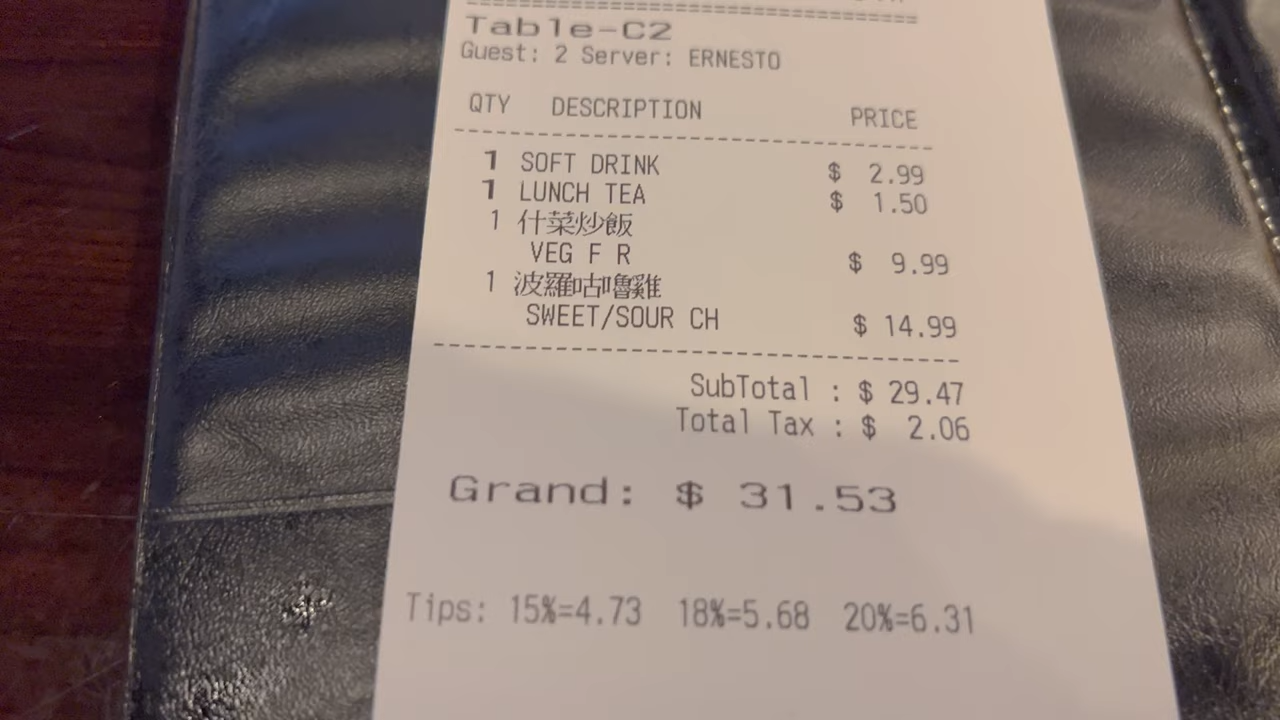 Table-C2
Guest: 2 Server: ERNESTO
QTY DESCRIPTION PRICE
1 SOFT DRINK $ 2.99
1 LUNCH TEA $ 1.50
1 什菜炒飯
VEG F R $ 9.99
1 波羅咕嚕雞
SWEET/SOUR CH $ 14.99
SubTotal : $ 29.47
Total Tax : $ 2.06
Grand: $ 31.53
Tips: 15%=4.73 18%=5.68 20%=6.31